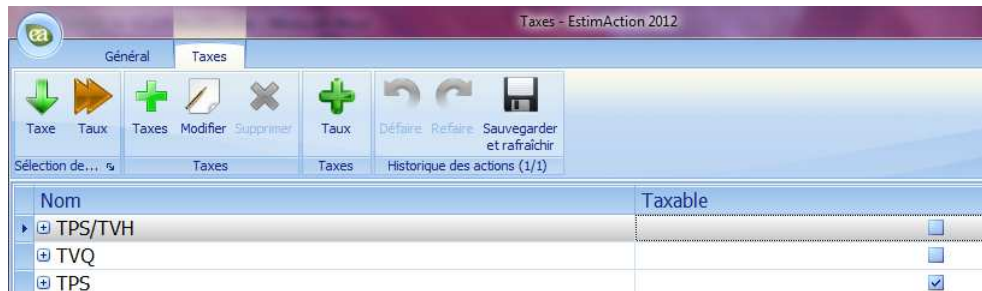 Taxes - EstimAction 2012
ea
Général Taxes
Taxe Taux Taxes Modifier Supprimer Taux Défaire Refaire Sauvegarder
et rafraîchir
Sélection de... Taxes Taxes Historique des actions (1/1)
Nom Taxable
TPS/TVH
TVQ
TPS